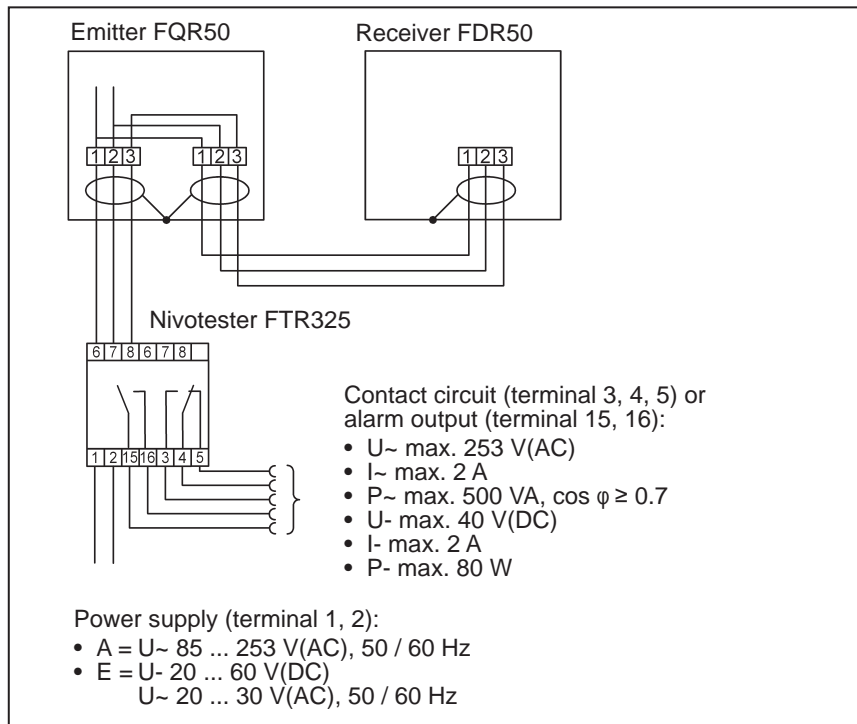 Emitter FQR50
Receiver FDR50
1 2 3 1 2 3
1 2 3
Nivotester FTR325
6 7 8 6 7 8
1 2 15 16 3 4 5
Contact circuit (terminal 3, 4, 5) or
alarm output (terminal 15, 16):
• U~ max. 253 V(AC)
• I~ max. 2 A
• P~ max. 500 VA, cos φ ≥ 0.7
• U- max. 40 V(DC)
• I- max. 2 A
• P- max. 80 W
Power supply (terminal 1, 2):
• A = U~ 85 ... 253 V(AC), 50 / 60 Hz
• E = U- 20 ... 60 V(DC)
U~ 20 ... 30 V(AC), 50 / 60 Hz